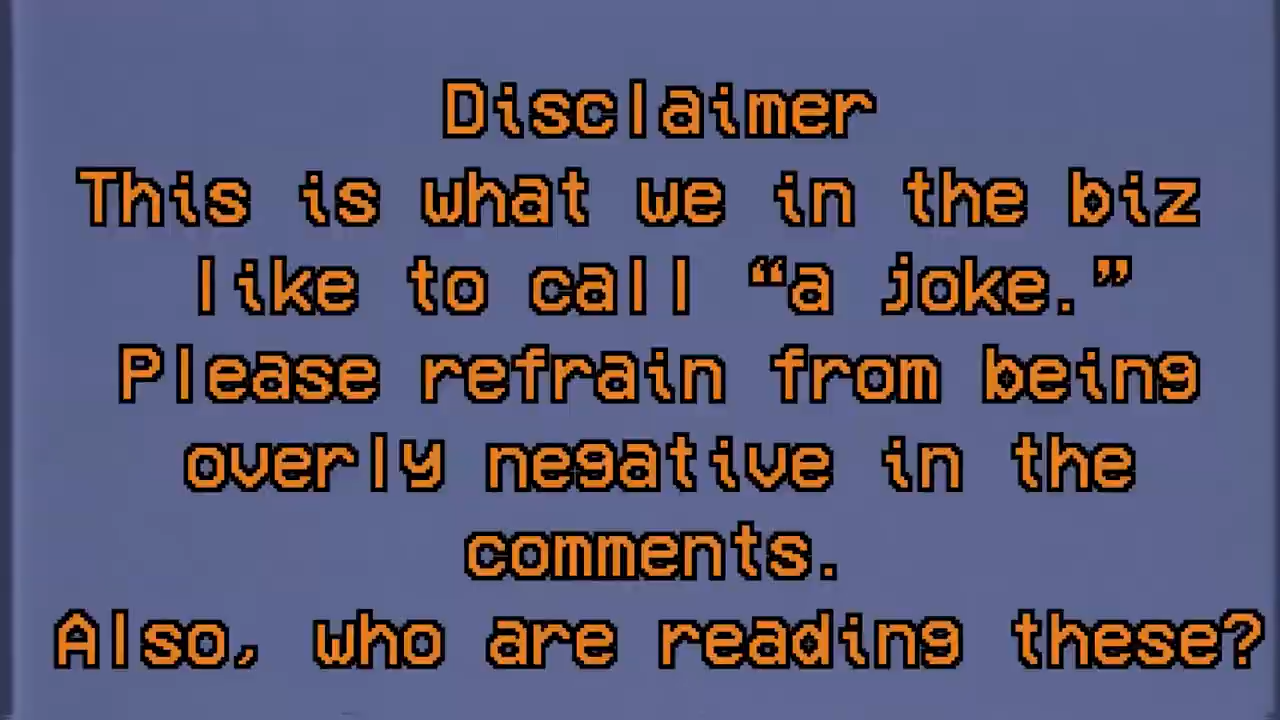 Disclaimer
This is what we in the biz
like to call “a joke.”
Please refrain from being
overly negative in the
comments.
Also, who are reading these?